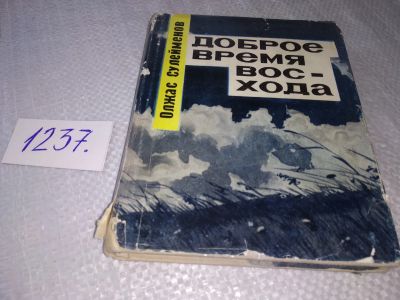 Олжас Сулейменов
ДОБРОЕ
ВРЕМЯ
ВОС-
ХОДА
1237.